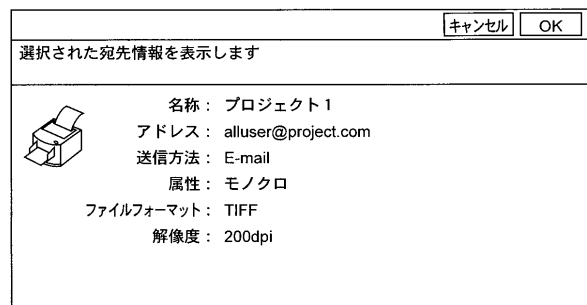 キャンセル OK
選択された宛先情報を表示します
名称： プロジェクト1
アドレス： alluser@project.com
送信方法： E-mail
属性： モノクロ
ファイルフォーマット： TIFF
解像度： 200dpi